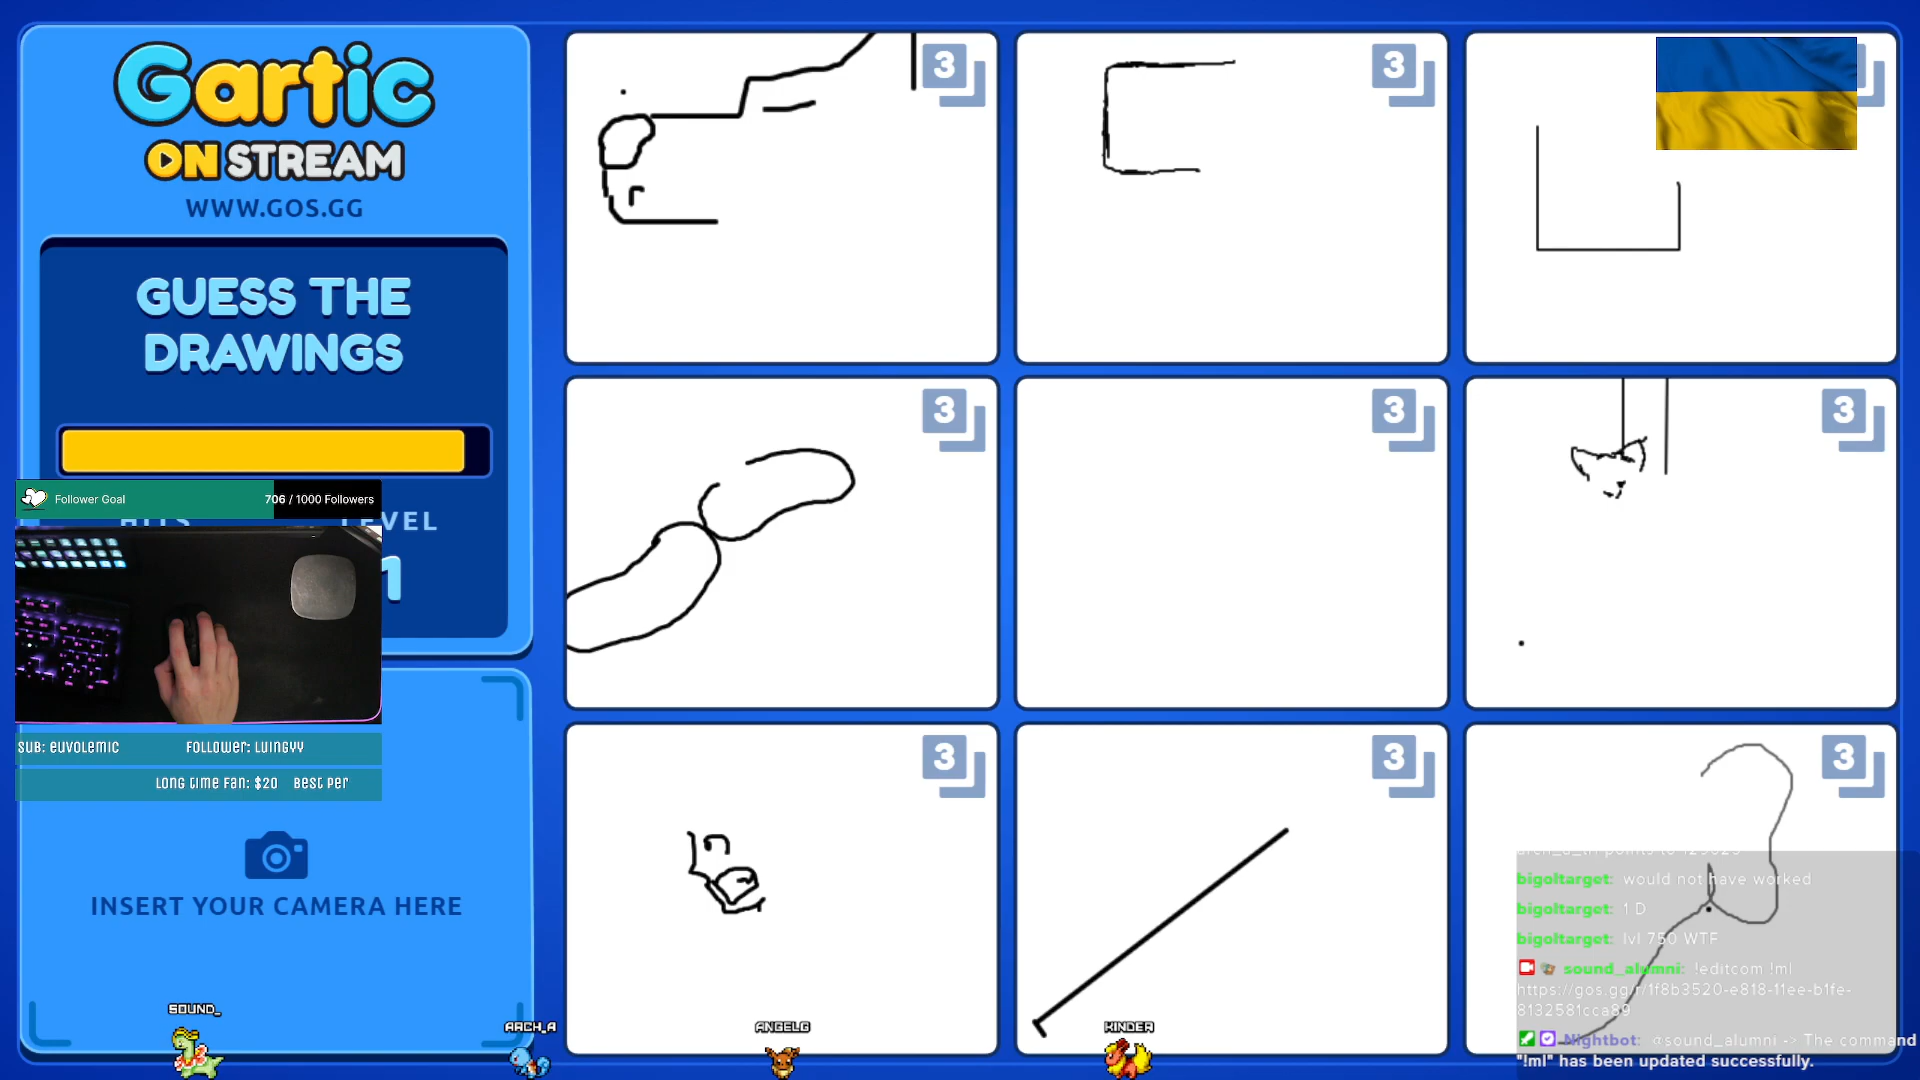 Gartic
ON STREAM
WWW.GOS.GG
GUESS THE
DRAWINGS
Follower Goal 706 / 1000 Followers
HITS LEVEL
1
Sub: euvolemic Follower: luingyy
Long Time Fan: $20 Best Per
INSERT YOUR CAMERA HERE
3
3
3
3
3
3
3
3
bigoltarget: would not have worked
bigoltarget: 1 D
bigoltarget: lvl 750 WTF
sound_alumni: !editcom !ml
https://gos.gg/r/1f8b3520-e818-11ee-b1fe-
8132581cca89
Nightbot: @sound_alumni -> The command
"!ml" has been updated successfully.
SOUND_
ARCH_A
ANGELG
KINDER